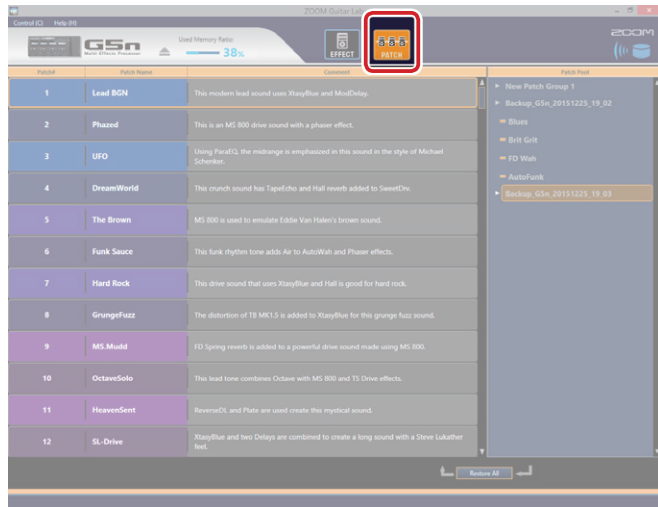 ZOOM Guitar Lab
Control (C) Help (H)
G5n
Multi-Effects Processor
Used Memory Ratio:
38%
EFFECT
PATCH
ZOOM
Patch# Patch Name Comment Patch Pool
1 Lead BGN This modern lead sound uses XtasyBlue and ModDelay.
2 Phazed This is an MS 800 drive sound with a phaser effect.
3 UFO Using ParaEQ, the midrange is emphasized in this sound in the style of Michael
Schenker.
4 DreamWorld This crunch sound has TapeEcho and Hall reverb added to SweetDrv.
5 The Brown MS 800 is used to emulate Eddie Van Halen's brown sound.
6 Funk Sauce This funk rhythm tone adds Air to AutoWah and Phaser effects.
7 Hard Rock This drive sound that uses XtasyBlue and Hall is good for hard rock.
8 GrungeFuzz The distortion of TB MK1.5 is added to XtasyBlue for this grunge fuzz sound.
9 MS.Mudd FD Spring reverb is added to a powerful drive sound made using MS 800.
10 OctaveSolo This lead tone combines Octave with MS 800 and TS Drive effects.
11 HeavenSent ReverseDL and Plate are used create this mystical sound.
12 SL-Drive XtasyBlue and two Delays are combined to create a long sound with a Steve Lukather
feel.
New Patch Group 1
Backup_G5n_20151225_19_02
Blues
Brit Grit
FD Wah
AutoFunk
Backup_G5n_20151225_19_03
Restore All